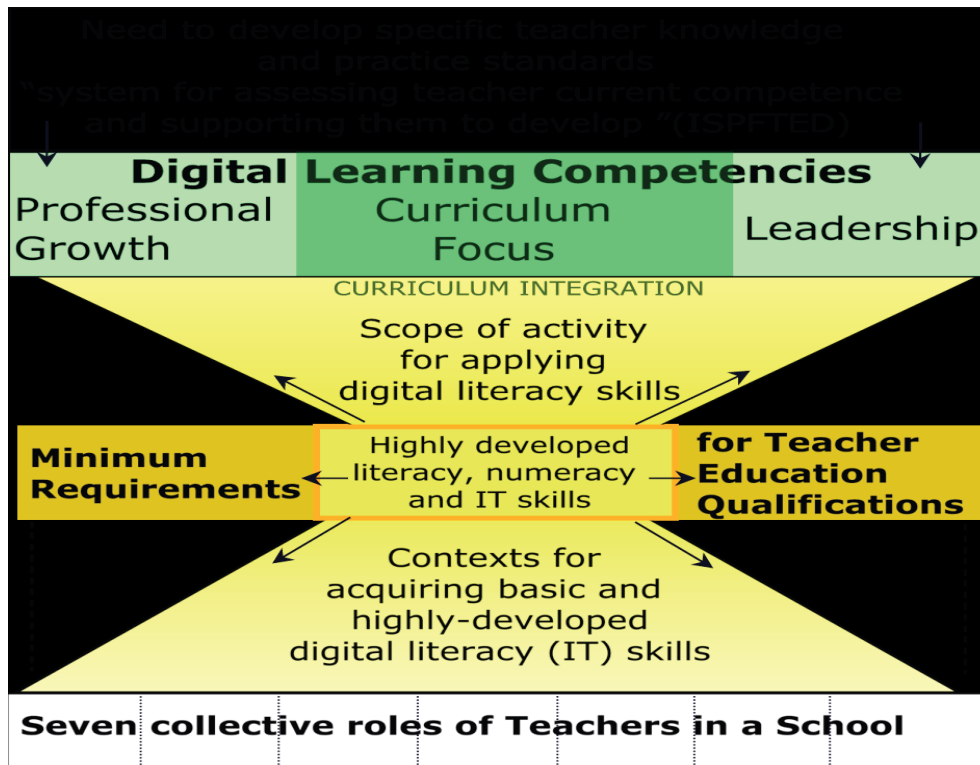 Need to develop specific teacher knowledge
and practice standards
“system for assessing teacher current competence
and supporting them to develop ”(ISPFTED)
Digital Learning Competencies
Professional
Growth
Curriculum
Focus
Leadership
CURRICULUM INTEGRATION
Scope of activity
for applying
digital literacy skills
Minimum
Requirements
Highly developed
literacy, numeracy
and IT skills
for Teacher
Education
Qualifications
Contexts for
acquiring basic and
highly-developed
digital literacy (IT) skills
Seven collective roles of Teachers in a School